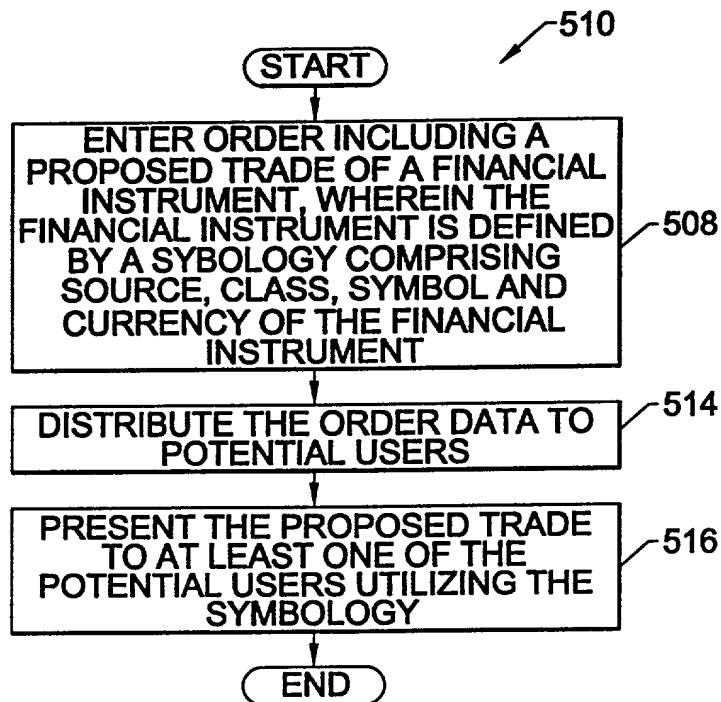 510
START
ENTER ORDER INCLUDING A
PROPOSED TRADE OF A FINANCIAL
INSTRUMENT, WHEREIN THE
FINANCIAL INSTRUMENT IS DEFINED
BY A SYBOLOGY COMPRISING
SOURCE, CLASS, SYMBOL AND
CURRENCY OF THE FINANCIAL
INSTRUMENT
508
DISTRIBUTE THE ORDER DATA TO
POTENTIAL USERS
514
PRESENT THE PROPOSED TRADE
TO AT LEAST ONE OF THE
POTENTIAL USERS UTILIZING THE
SYMBOLOGY
516
END